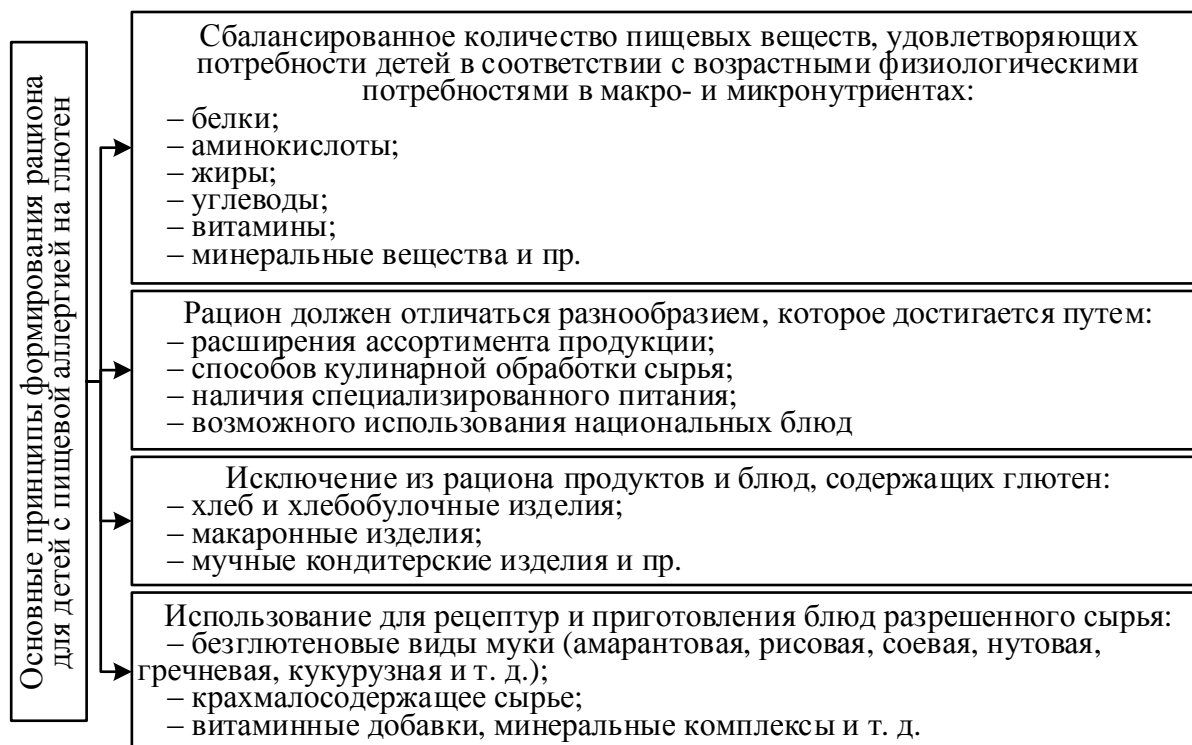 Основные принципы формирования рациона
для детей с пищевой аллергией на глютен
Сбалансированное количество пищевых веществ, удовлетворяющих
потребности детей в соответствии с возрастными физиологическими
потребностями в макро- и микронутриентах:
– белки;
– аминокислоты;
– жиры;
– углеводы;
– витамины;
– минеральные вещества и пр.
Рацион должен отличаться разнообразием, которое достигается путем:
– расширения ассортимента продукции;
– способов кулинарной обработки сырья;
– наличия специализированного питания;
– возможного использования национальных блюд
Исключение из рациона продуктов и блюд, содержащих глютен:
– хлеб и хлебобулочные изделия;
– макаронные изделия;
– мучные кондитерские изделия и пр.
Использование для рецептур и приготовления блюд разрешенного сырья:
– безглютеновые виды муки (амарантовая, рисовая, соевая, нутовая,
гречневая, кукурузная и т. д.);
– крахмалосодержащее сырье;
– витаминные добавки, минеральные комплексы и т. д.